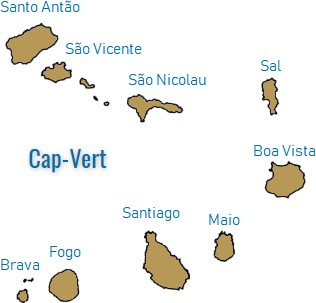 Santo Antão
São Vicente
São Nicolau
Sal
Cap-Vert
Boa Vista
Santiago
Maio
Fogo
Brava